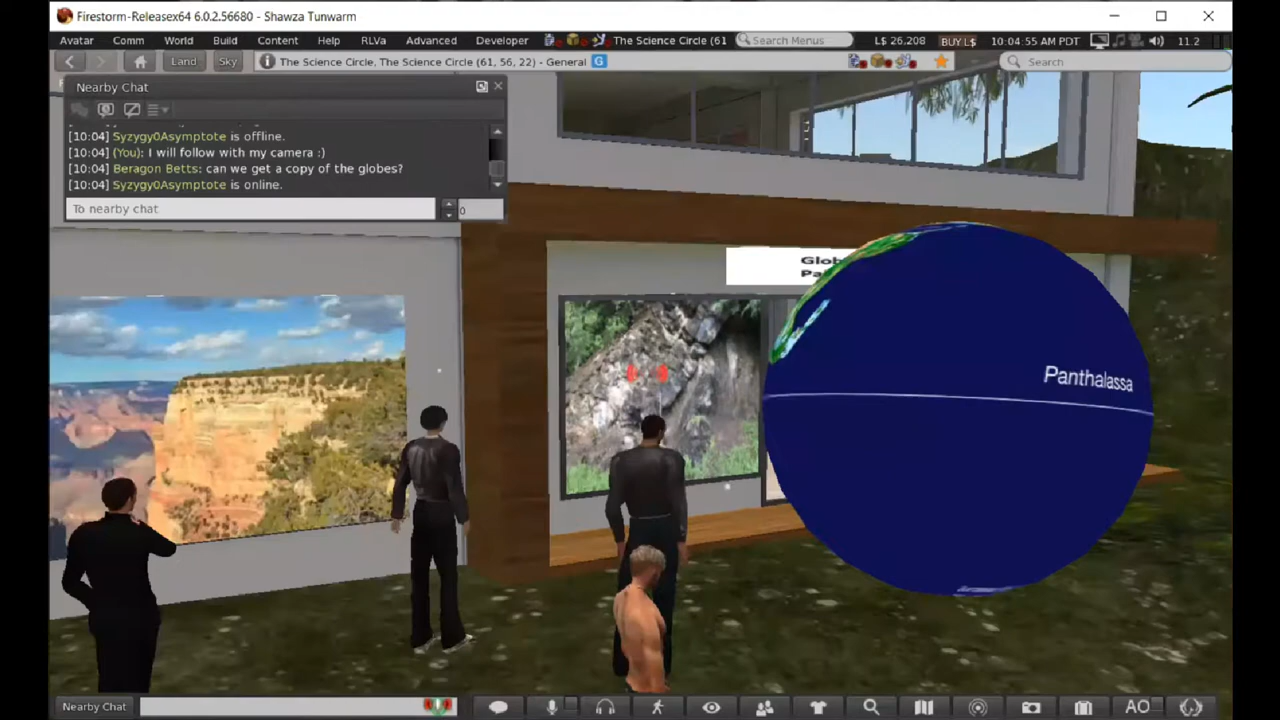 Firestorm-Releasex64 6.0.2.56680 - Shawza Tunwarm
Avatar Comm World Build Content Help RLVa Advanced Developer The Science Circle (61 Search Menus L$ 26,208 BUY L$ 10:04:55 AM PDT 11.2
Land Sky The Science Circle, The Science Circle (61, 56, 22) - General G Search
Nearby Chat
[10:04] Syzygy0Asymptote is offline.
[10:04] (You): I will follow with my camera :)
[10:04] Beragon Betts: can we get a copy of the globes?
[10:04] Syzygy0Asymptote is online.
To nearby chat 0
Glob
Pa
Panthalassa
Nearby Chat AO